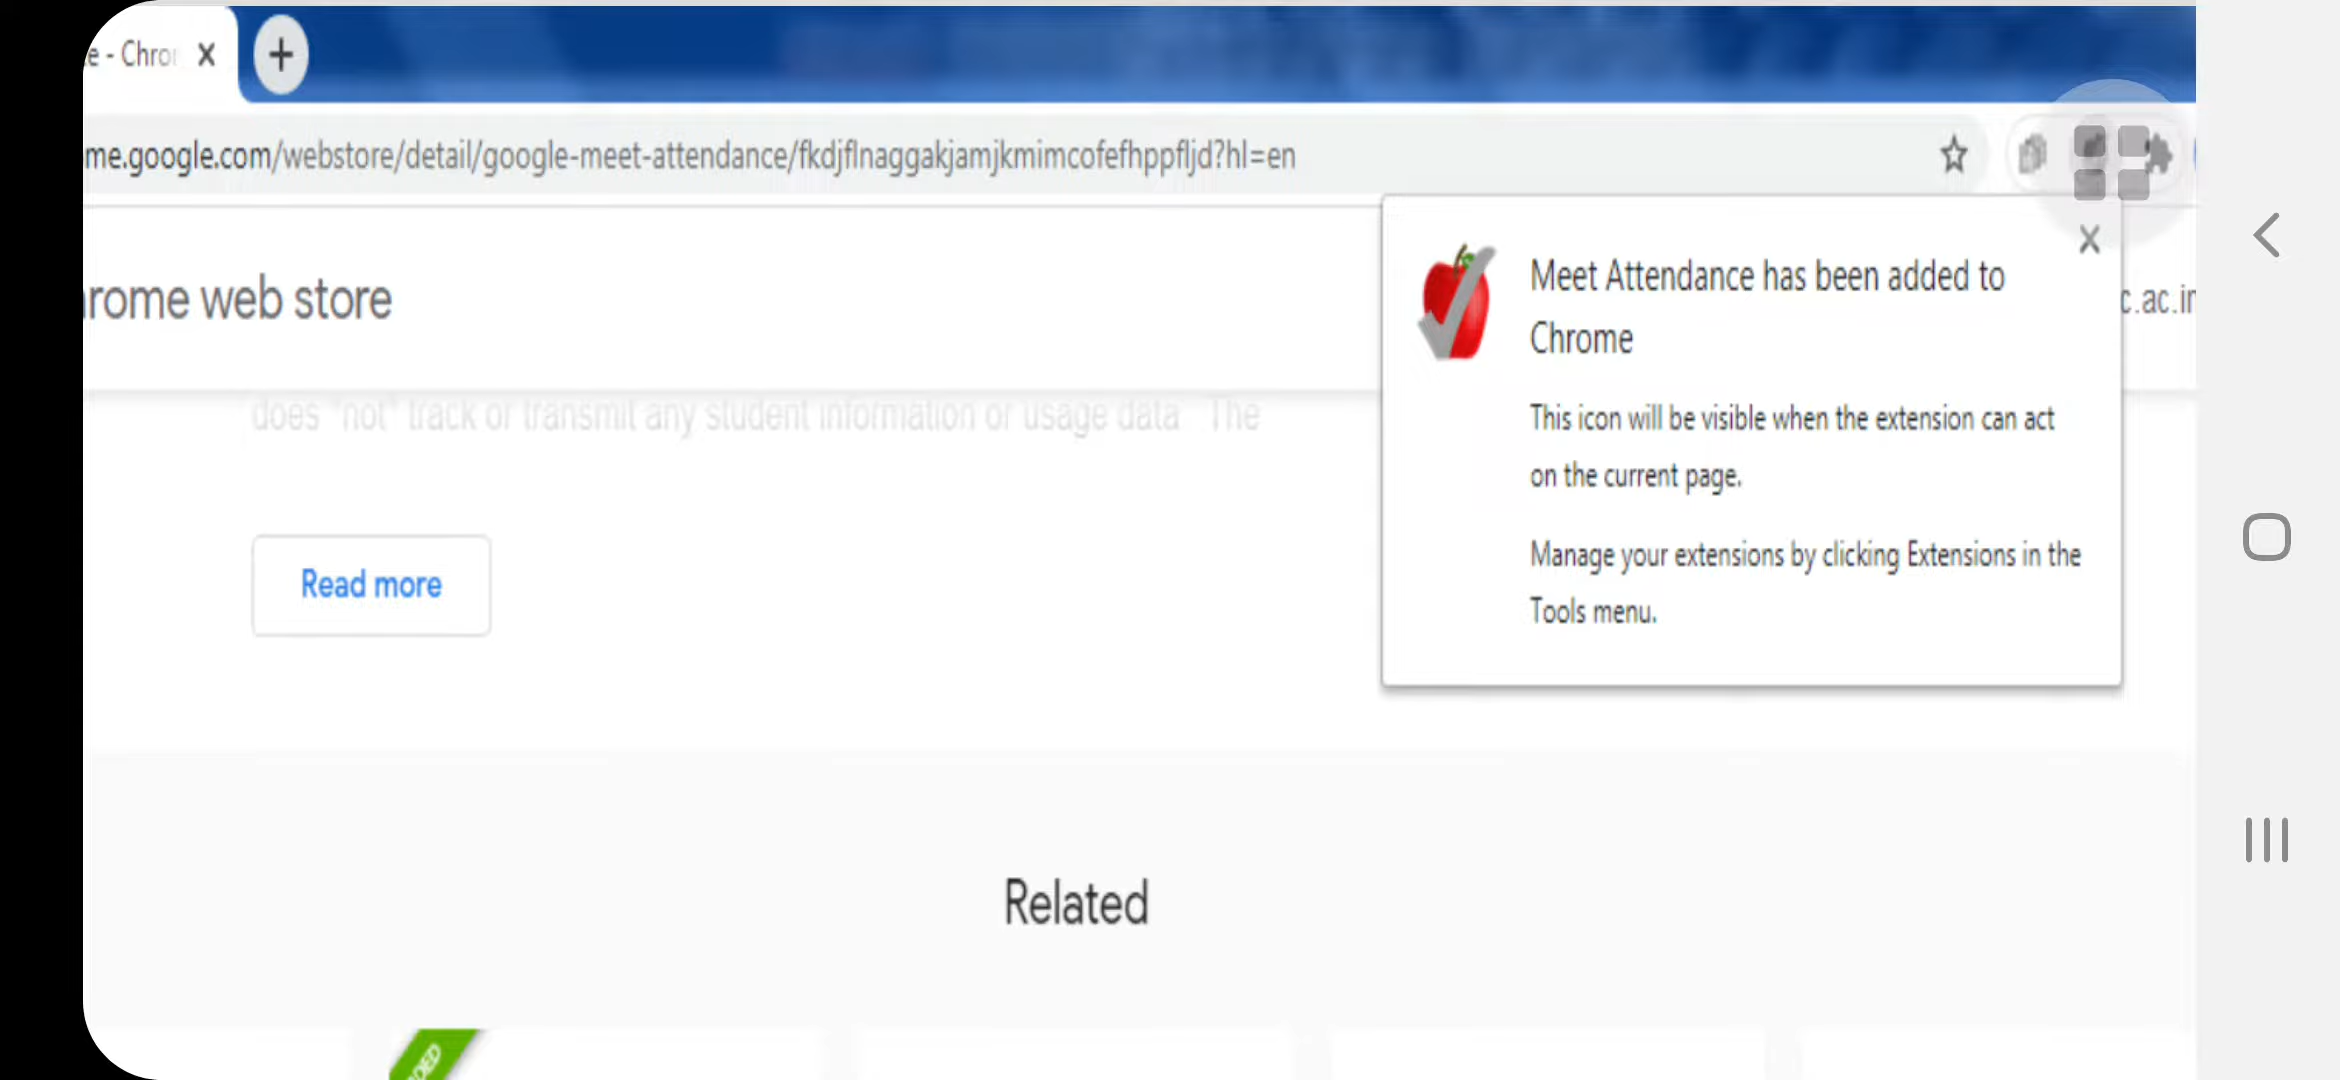 e - Chro
me.google.com/webstore/detail/google-meet-attendance/fkdjflnaggakjamjkmimcofefhppfljd?hl=en
rome web store
Meet Attendance has been added to
Chrome
c.ac.in
This icon will be visible when the extension can act
on the current page.
does "not" track or transmit any student information or usage data The
Manage your extensions by clicking Extensions in the
Tools menu.
Read more
Related
DED